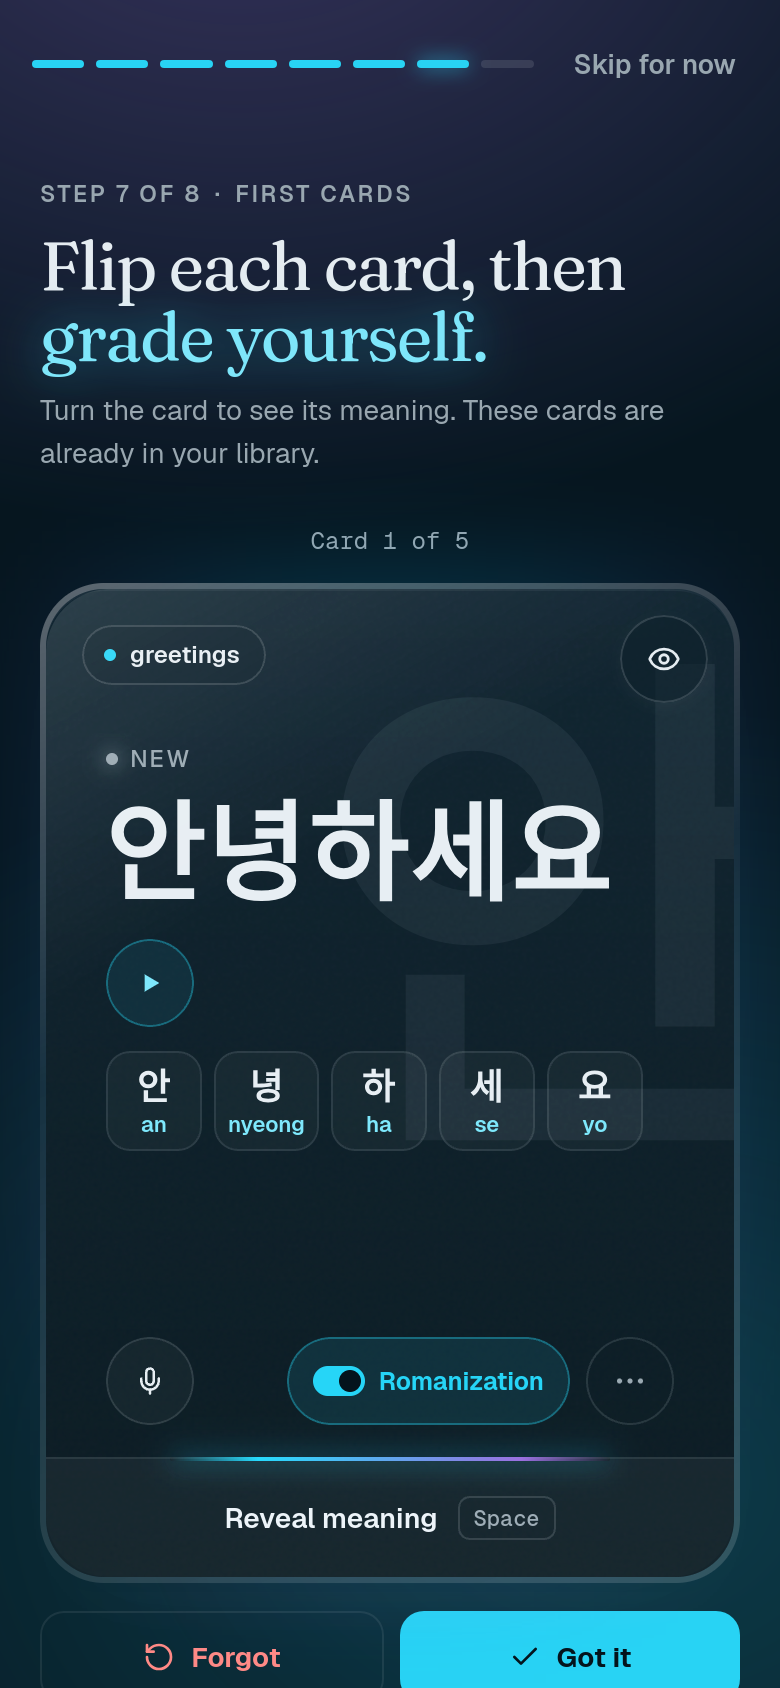 Skip for now
STEP 7 OF 8 · FIRST CARDS
Flip each card, then
grade yourself.
Turn the card to see its meaning. These cards are
already in your library.
Card 1 of 5
greetings
NEW
안녕하세요
안 녕 하 세 요
an nyeong ha se yo
Romanization
Reveal meaning Space
Forgot Got it